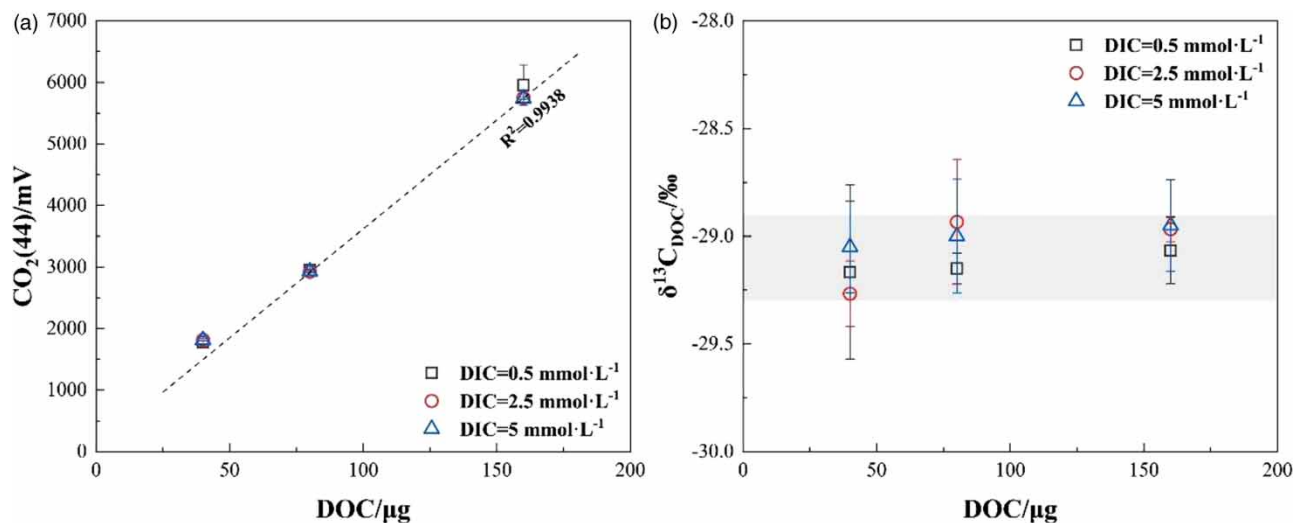 (a)
7000
6000
5000
4000
3000
2000
1000
0
CO₂(44)/mV
R²=0.9938
DIC=0.5 mmol·L⁻¹
DIC=2.5 mmol·L⁻¹
DIC=5 mmol·L⁻¹
0 50 100 150 200
DOC/μg
(b)
-28.0
-28.5
-29.0
-29.5
-30.0
δ¹³C_DOC/‰
DIC=0.5 mmol·L⁻¹
DIC=2.5 mmol·L⁻¹
DIC=5 mmol·L⁻¹
0 50 100 150 200
DOC/μg